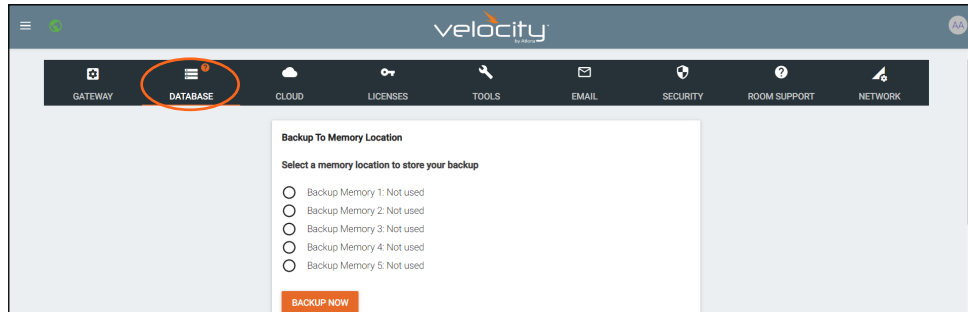 velocity
by Atlona
AA
?
?
GATEWAY DATABASE CLOUD LICENSES TOOLS EMAIL SECURITY ROOM SUPPORT NETWORK
Backup To Memory Location
Select a memory location to store your backup
Backup Memory 1: Not used
Backup Memory 2: Not used
Backup Memory 3: Not used
Backup Memory 4: Not used
Backup Memory 5: Not used
BACKUP NOW